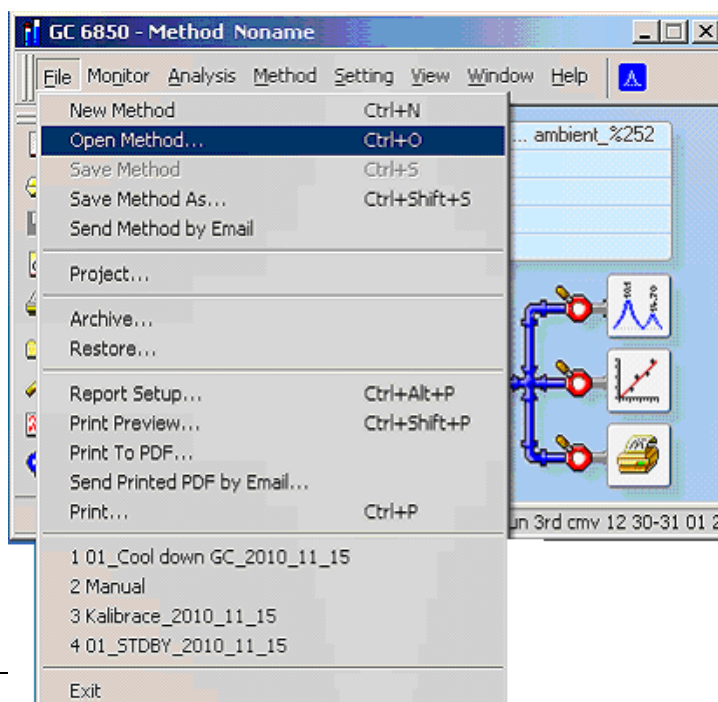 GC 6850 - Method Noname
File Monitor Analysis Method Setting View Window Help
New Method Ctrl+N
Open Method... Ctrl+O
... ambient_%252
Save Method Ctrl+S
Save Method As... Ctrl+Shift+S
Send Method by Email
Project...
Archive...
Restore...
Report Setup... Ctrl+Alt+P
Print Preview... Ctrl+Shift+P
Print To PDF...
Send Printed PDF by Email...
Print... Ctrl+P
un 3rd cmv 12 30-31 01 2
1 01_Cool down GC_2010_11_15
2 Manual
3 Kalibrace_2010_11_15
4 01_STDBY_2010_11_15
Exit